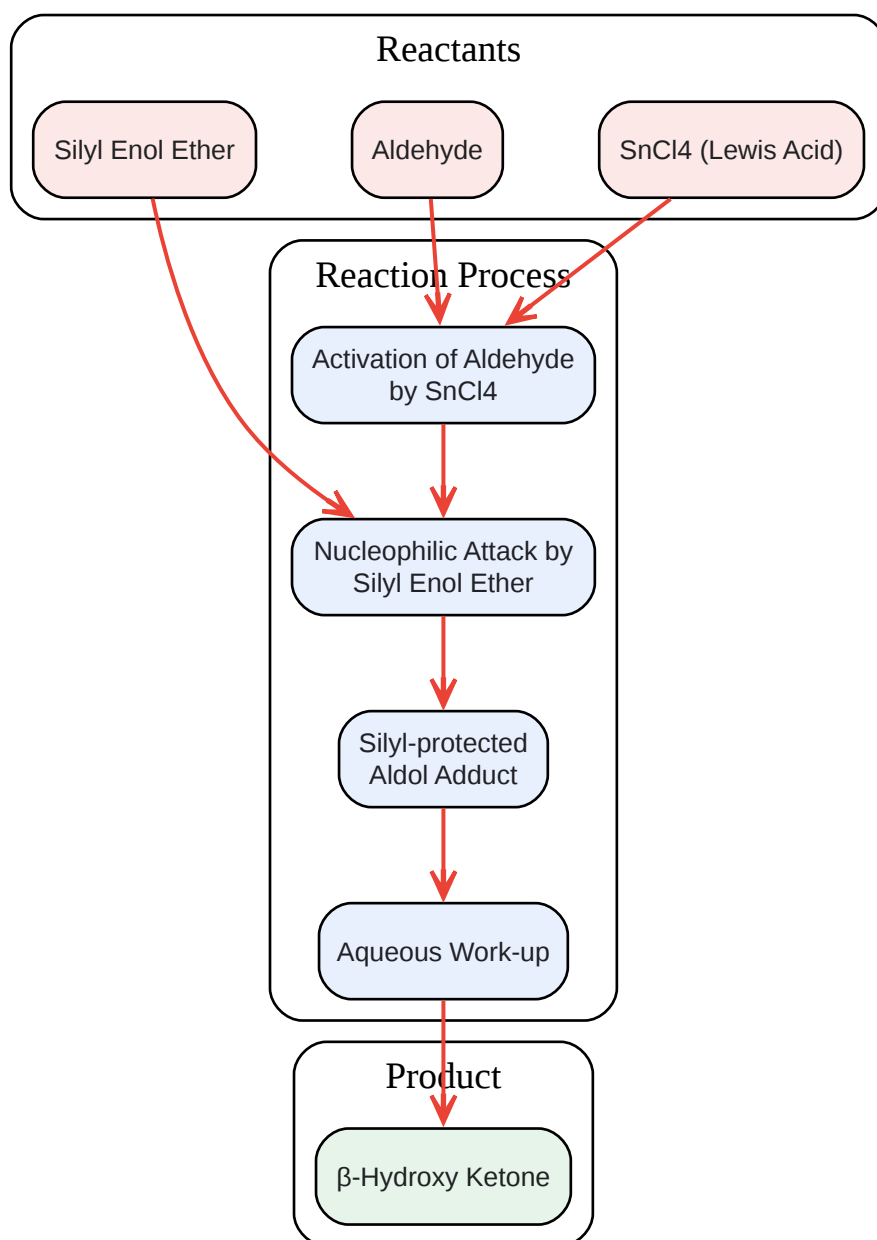 Reactants
Silyl Enol Ether
Aldehyde
SnCl4 (Lewis Acid)
Reaction Process
Activation of Aldehyde
by SnCl4
Nucleophilic Attack by
Silyl Enol Ether
Silyl-protected
Aldol Adduct
Aqueous Work-up
Product
β-Hydroxy Ketone